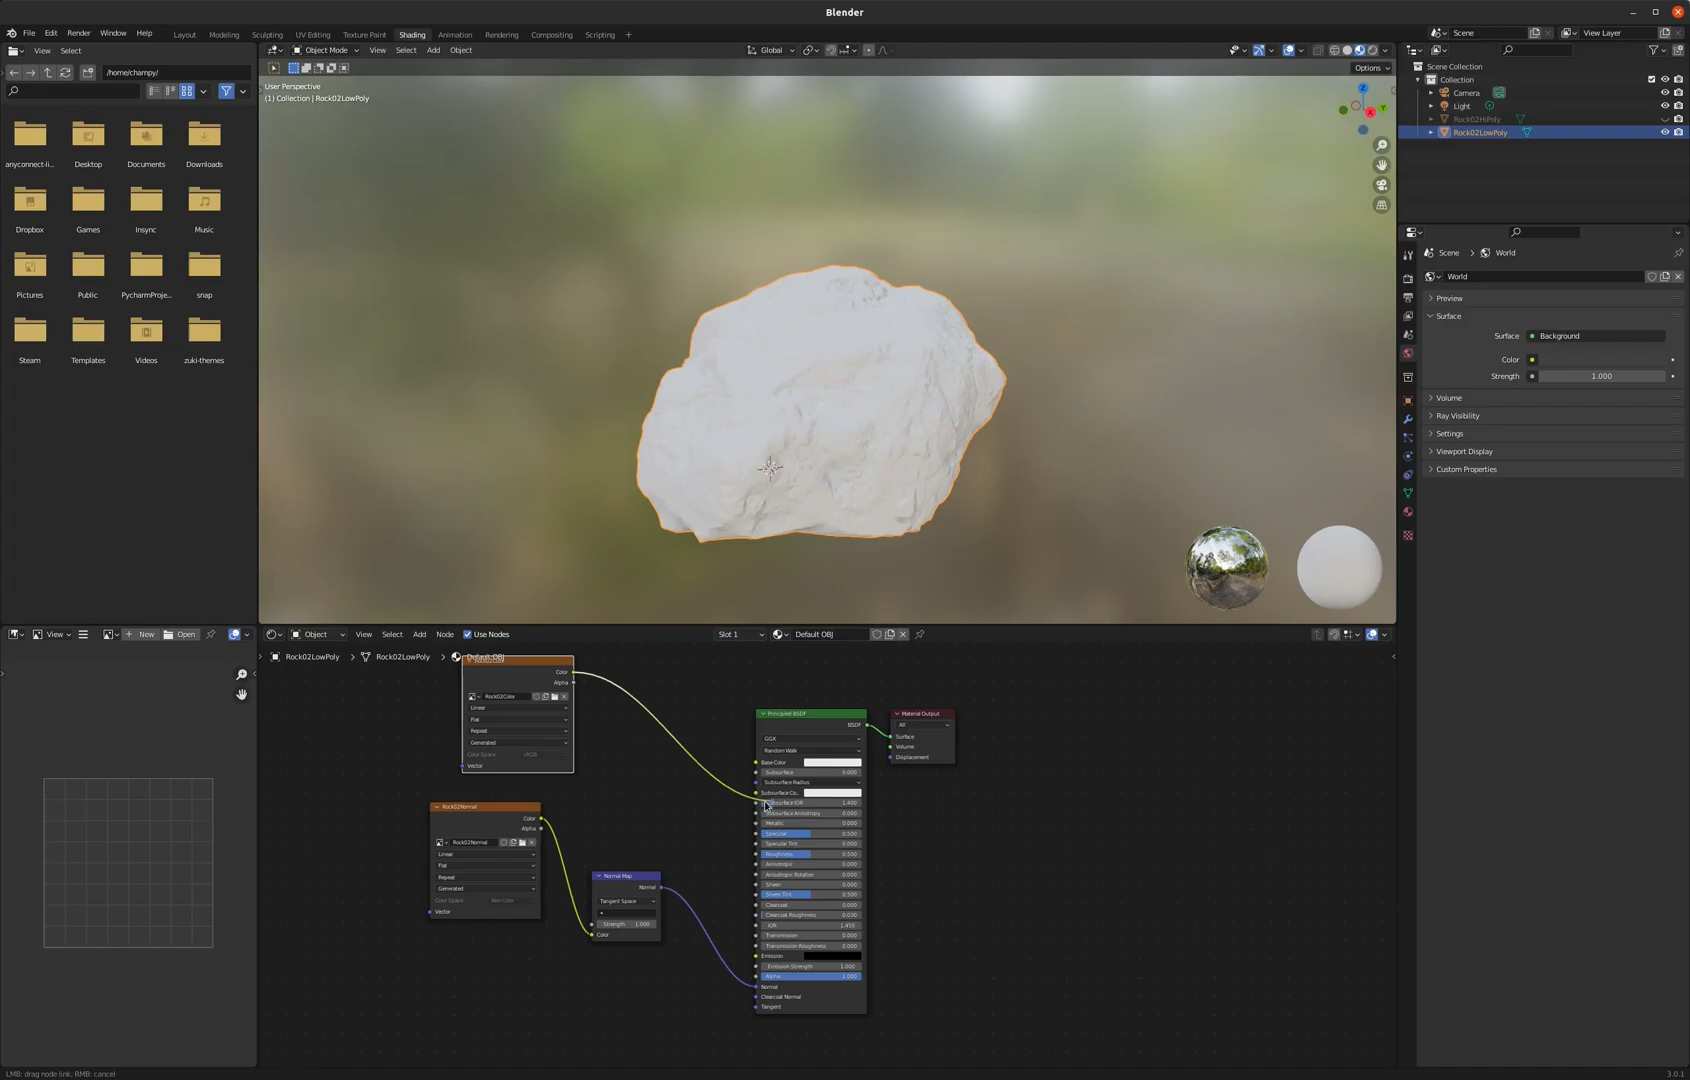 Blender
File Edit Render Window Help Layout Modeling Sculpting UV Editing Texture Paint Shading Animation Rendering Compositing Scripting + Scene View Layer
View Select
Object Mode View Select Add Object Global
/home/champy/
Options
User Perspective
(1) Collection | Rock02LowPoly
Z
Y
X
anyconnect-li... Desktop Documents Downloads
Dropbox Games Insync Music
Pictures Public PycharmProje... snap
Steam Templates Videos zuki-themes
Scene Collection
Collection
Camera
Light
Rock02HiPoly
Rock02LowPoly
Scene > World
World
Preview
Surface
Surface Background
Color
Strength 1.000
Volume
Ray Visibility
Settings
Viewport Display
Custom Properties
View New Open
Object View Select Add Node Use Nodes Slot 1 Default OBJ
Rock02LowPoly > Rock02LowPoly > Default OBJ
Color
Alpha
Rock02Color
Linear
Flat
Repeat
Generated
Color Space sRGB
Vector
Rock02Normal
Color
Alpha
Rock02Normal
Linear
Flat
Repeat
Generated
Color Space Non-Color
Vector
Normal Map
Normal
Tangent Space
Strength 1.000
Color
Principled BSDF
BSDF
GGX
Random Walk
Base Color
Subsurface 0.000
Subsurface Radius
Subsurface Co...
Subsurface IOR 1.400
Subsurface Anisotropy 0.000
Metallic 0.000
Specular 0.500
Specular Tint 0.000
Roughness 0.500
Anisotropic 0.000
Anisotropic Rotation 0.000
Sheen 0.000
Sheen Tint 0.500
Clearcoat 0.000
Clearcoat Roughness 0.030
IOR 1.450
Transmission 0.000
Transmission Roughness 0.000
Emission
Emission Strength 1.000
Alpha 1.000
Normal
Clearcoat Normal
Tangent
Material Output
All
Surface
Volume
Displacement
LMB: drag node link, RMB: cancel
3.0.1